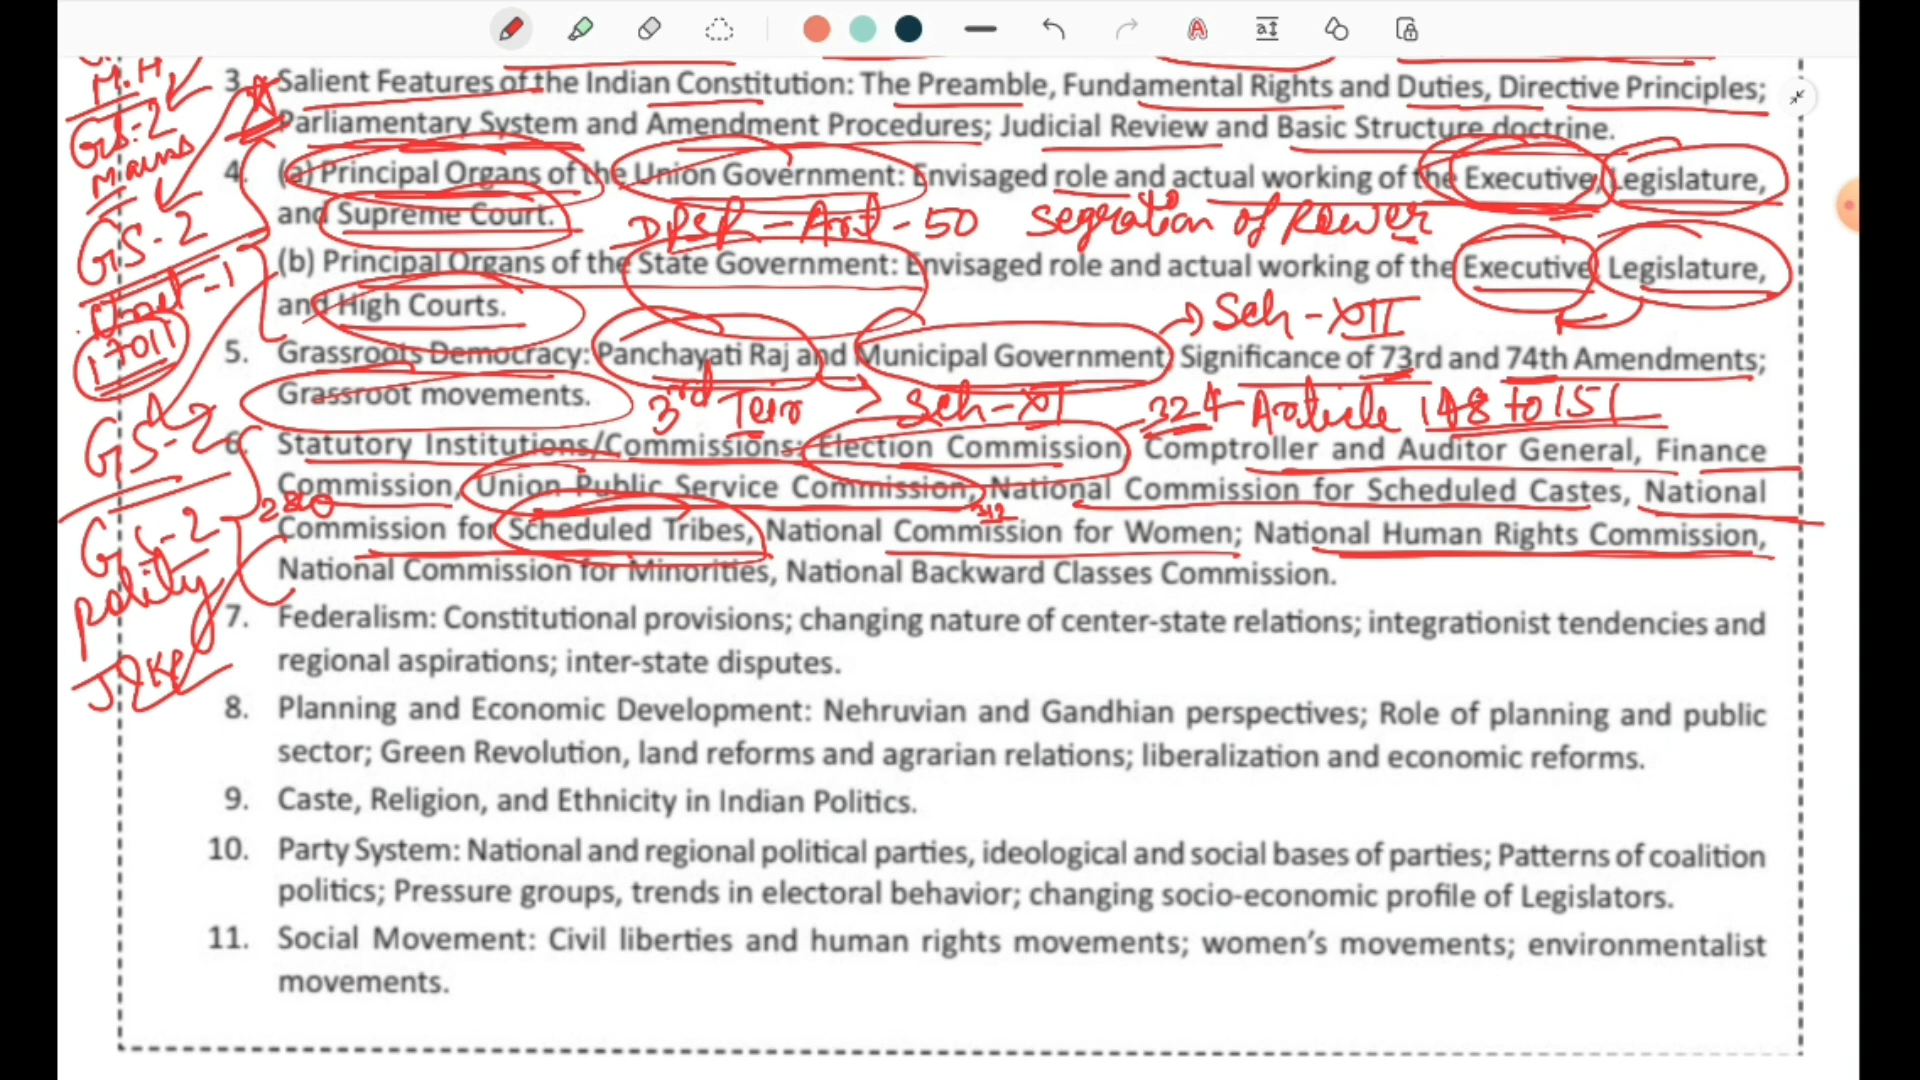 M.H
3. Salient Features of the Indian Constitution: The Preamble, Fundamental Rights and Duties, Directive Principles;
GS-2
Parliamentary System and Amendment Procedures; Judicial Review and Basic Structure doctrine.
Mains
4. (a) Principal Organs of the Union Government: Envisaged role and actual working of the Executive, Legislature,
and Supreme Court. DPSP - Art - 50 Segration of Power
GS-2
(b) Principal Organs of the State Government: Envisaged role and actual working of the Executive, Legislature,
and High Courts. Sch - XII
5. Grassroots Democracy: Panchayati Raj and Municipal Government, Significance of 73rd and 74th Amendments;
Grassroot movements. 3rd Teir Sch-XI 324 Article 148 to 151
GS-2
6. Statutory Institutions/Commissions: Election Commission, Comptroller and Auditor General, Finance
Commission, Union Public Service Commission, National Commission for Scheduled Castes, National
280
Commission for Scheduled Tribes, National Commission for Women; National Human Rights Commission,
National Commission for Minorities, National Backward Classes Commission.
polity
7. Federalism: Constitutional provisions; changing nature of center-state relations; integrationist tendencies and
regional aspirations; inter-state disputes.
8. Planning and Economic Development: Nehruvian and Gandhian perspectives; Role of planning and public
sector; Green Revolution, land reforms and agrarian relations; liberalization and economic reforms.
9. Caste, Religion, and Ethnicity in Indian Politics.
10. Party System: National and regional political parties, ideological and social bases of parties; Patterns of coalition
politics; Pressure groups, trends in electoral behavior; changing socio-economic profile of Legislators.
11. Social Movement: Civil liberties and human rights movements; women's movements; environmentalist
movements.